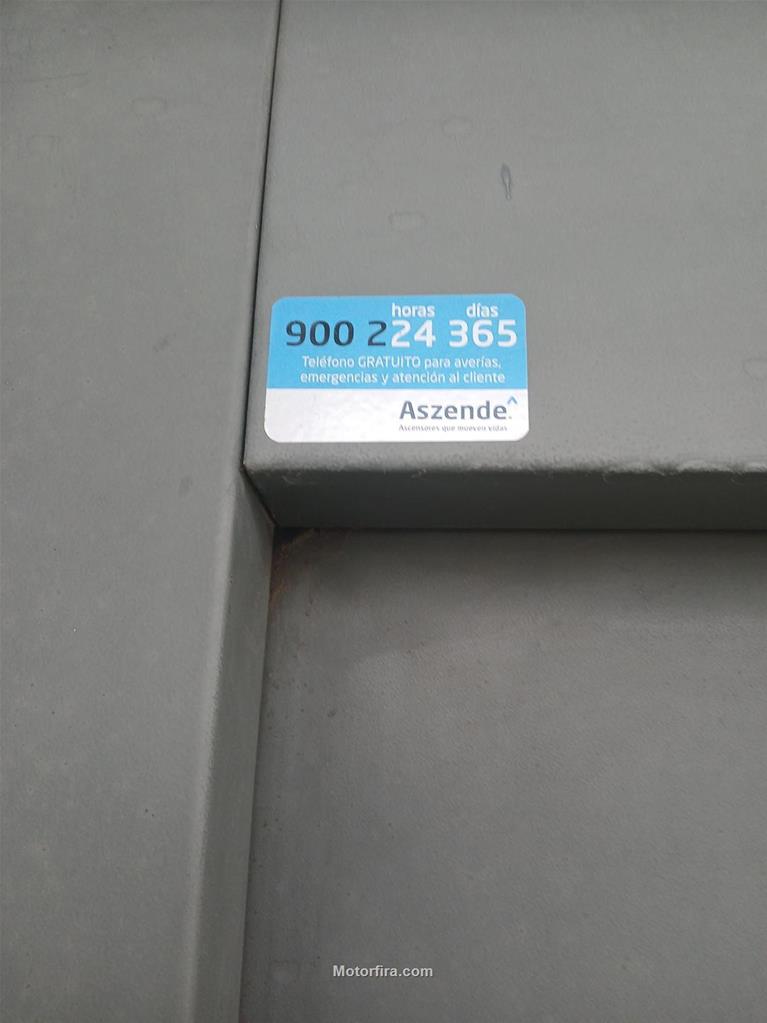 horas días
900 224 365
Teléfono GRATUITO para averías,
emergencias y atención al cliente
Aszende
Ascensores que mueven vidas
Motorfira.com